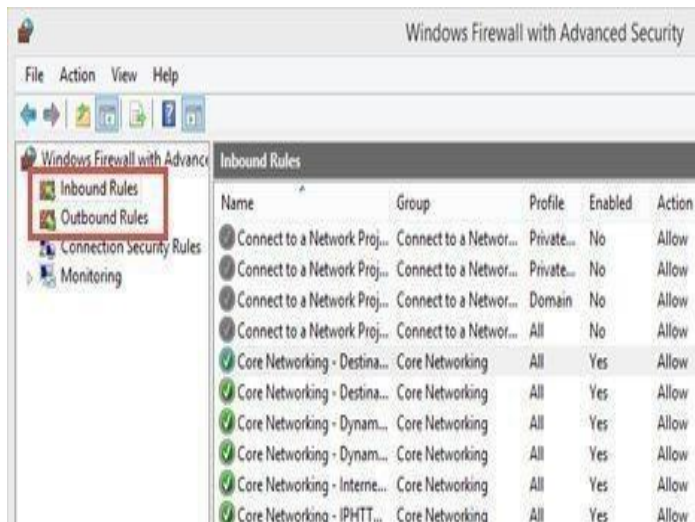 Windows Firewall with Advanced Security
File Action View Help
Windows Firewall with Advance
Inbound Rules
Outbound Rules
Connection Security Rules
Monitoring
Inbound Rules
Name Group Profile Enabled Action
Connect to a Network Proj... Connect to a Networ... Private... No Allow
Connect to a Network Proj... Connect to a Networ... Private... No Allow
Connect to a Network Proj... Connect to a Networ... Domain No Allow
Connect to a Network Proj... Connect to a Networ... All No Allow
Core Networking - Destina... Core Networking All Yes Allow
Core Networking - Destina... Core Networking All Yes Allow
Core Networking - Dynam... Core Networking All Yes Allow
Core Networking - Dynam... Core Networking All Yes Allow
Core Networking - Interne... Core Networking All Yes Allow
Core Networking - IPHTT... Core Networking All Yes Allow